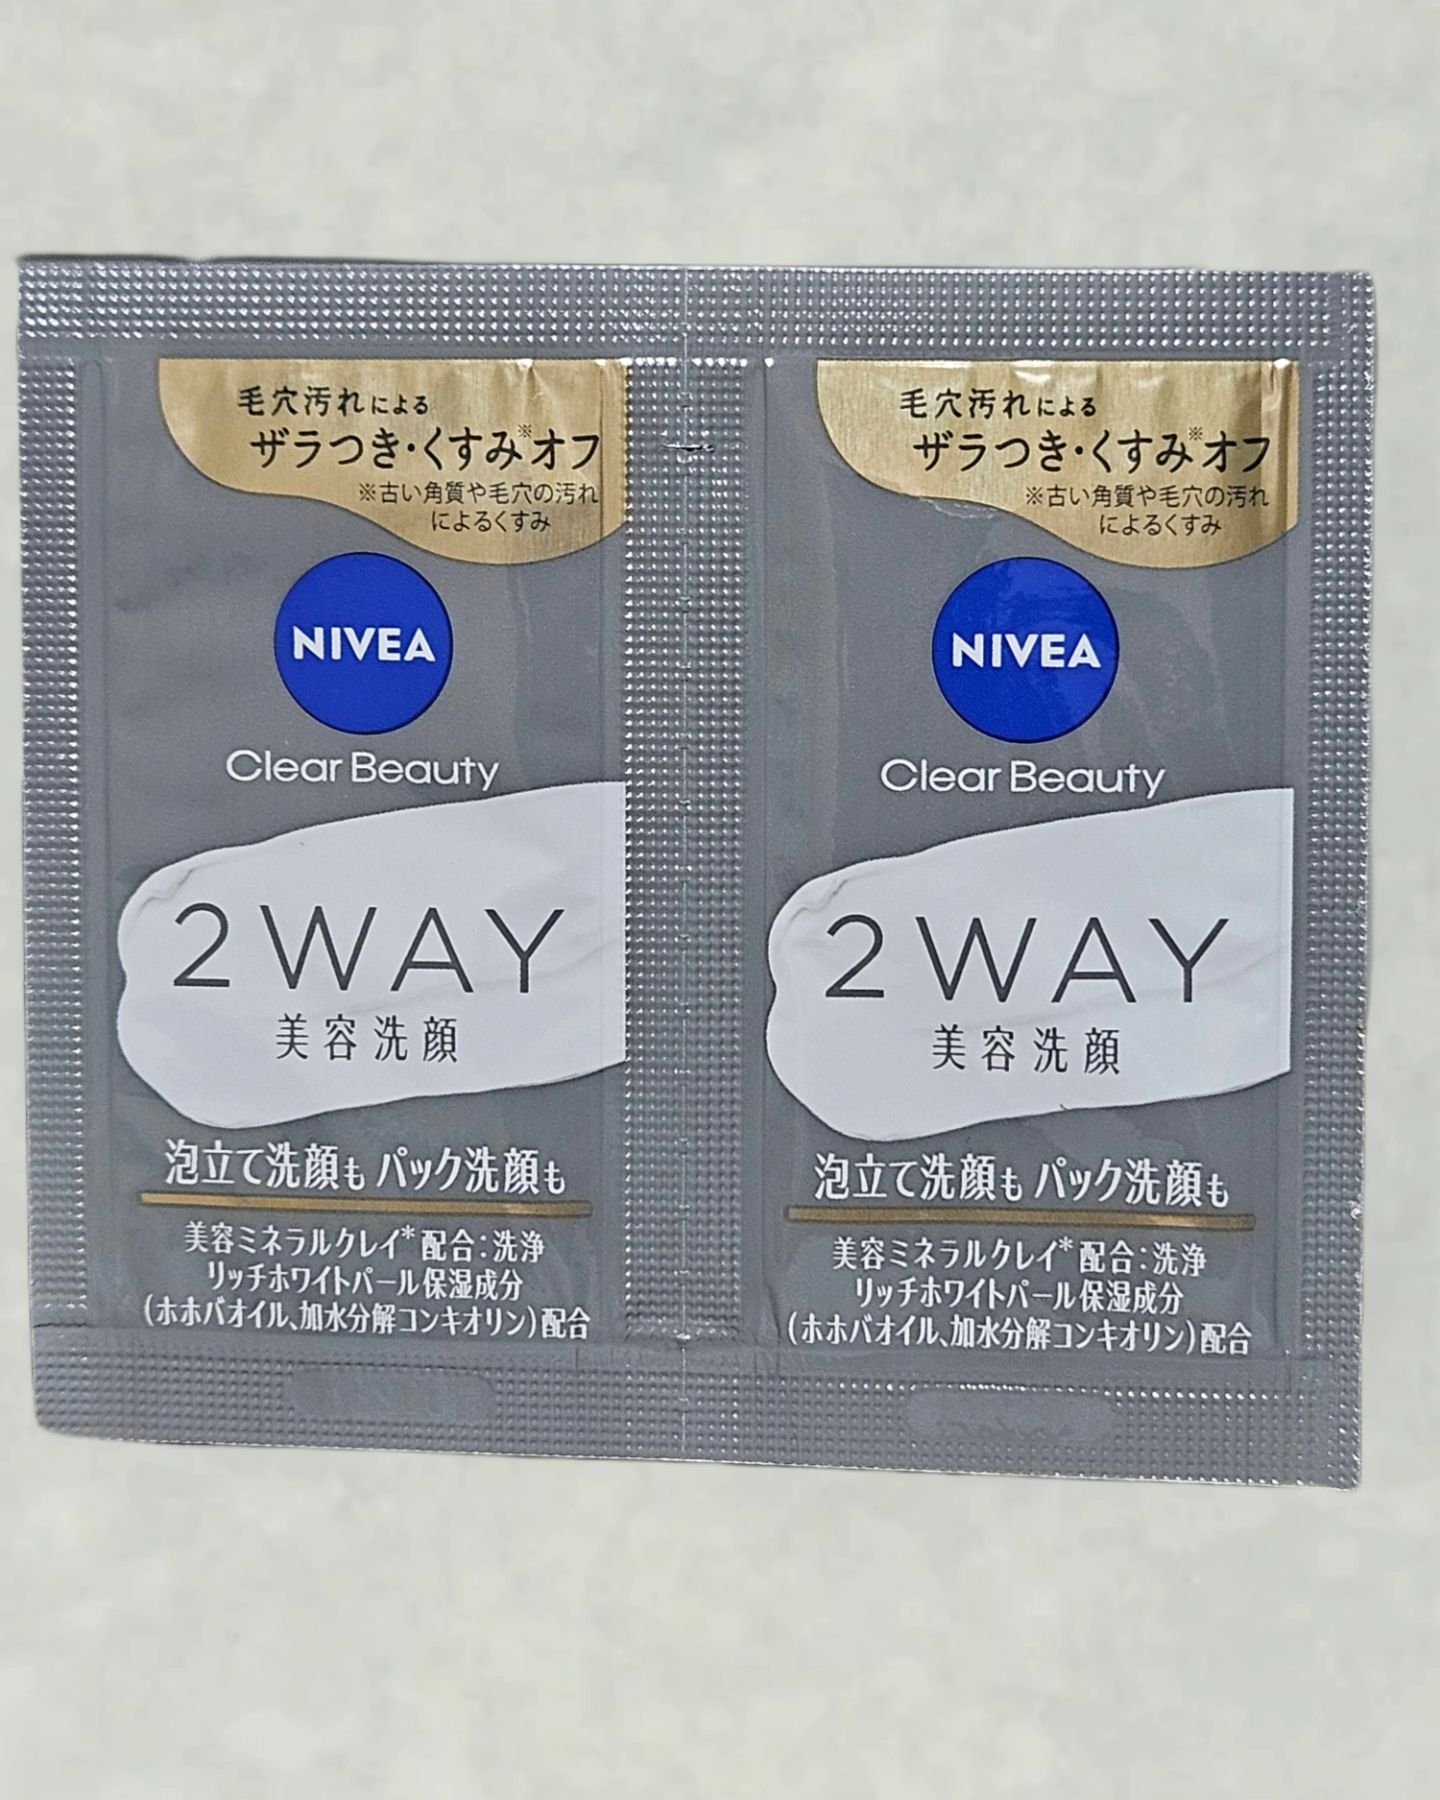 毛穴汚れによる
ザラつき・くすみ※オフ
※古い角質や毛穴の汚れ
によるくすみ
NIVEA
Clear Beauty
2WAY
美容洗顔
泡立て洗顔も パック洗顔も
美容ミネラルクレイ*配合:洗浄
リッチホワイトパール保湿成分
(ホホバオイル、加水分解コンキオリン)配合
毛穴汚れによる
ザラつき・くすみ※オフ
※古い角質や毛穴の汚れ
によるくすみ
NIVEA
Clear Beauty
2WAY
美容洗顔
泡立て洗顔も パック洗顔も
美容ミネラルクレイ*配合:洗浄
リッチホワイトパール保湿成分
(ホホバオイル、加水分解コンキオリン)配合